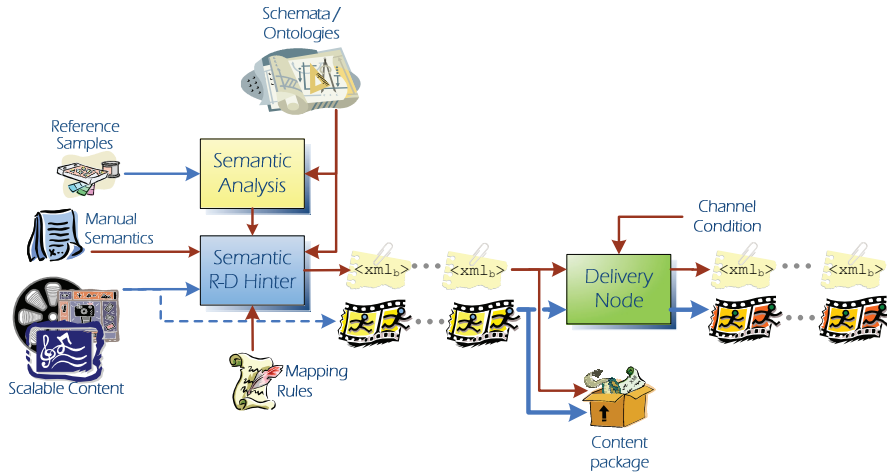 Schemata /
Ontologies
Reference
Samples
Semantic
Analysis
Manual
Semantics
Semantic
R-D Hinter
Channel
Condition
<xmlb>
<xmlb>
Delivery
Node
<xmlb>
<xmlb>
Scalable Content
Mapping
Rules
Content
package